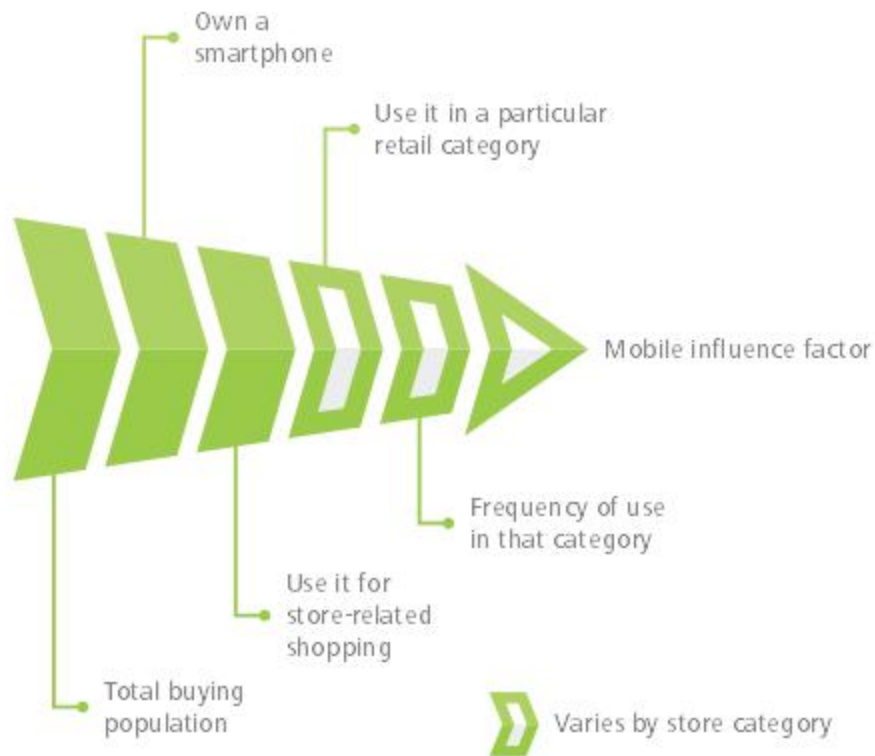 Own a
smartphone
Use it in a particular
retail category
Mobile influence factor
Frequency of use
in that category
Use it for
store-related
shopping
Total buying
population
Varies by store category